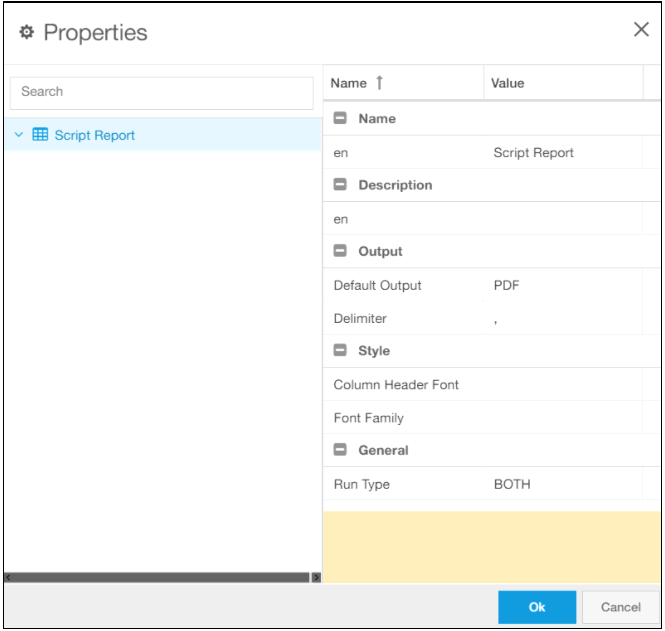 Properties
Search
Script Report
Name ↑ Value
Name
en Script Report
Description
en
Output
Default Output PDF
Delimiter ,
Style
Column Header Font
Font Family
General
Run Type BOTH
Ok Cancel